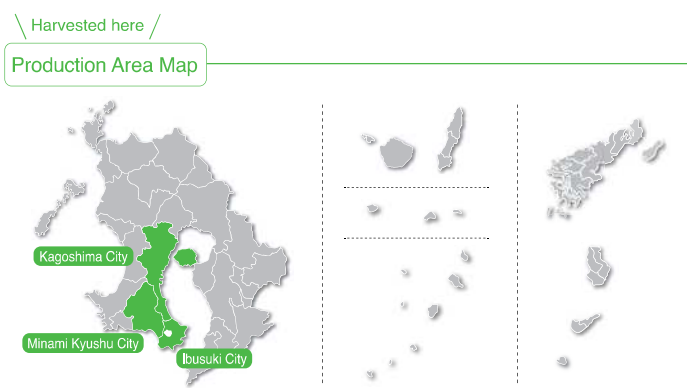 Harvested here
Production Area Map
Kagoshima City
Minami Kyushu City
Ibusuki City